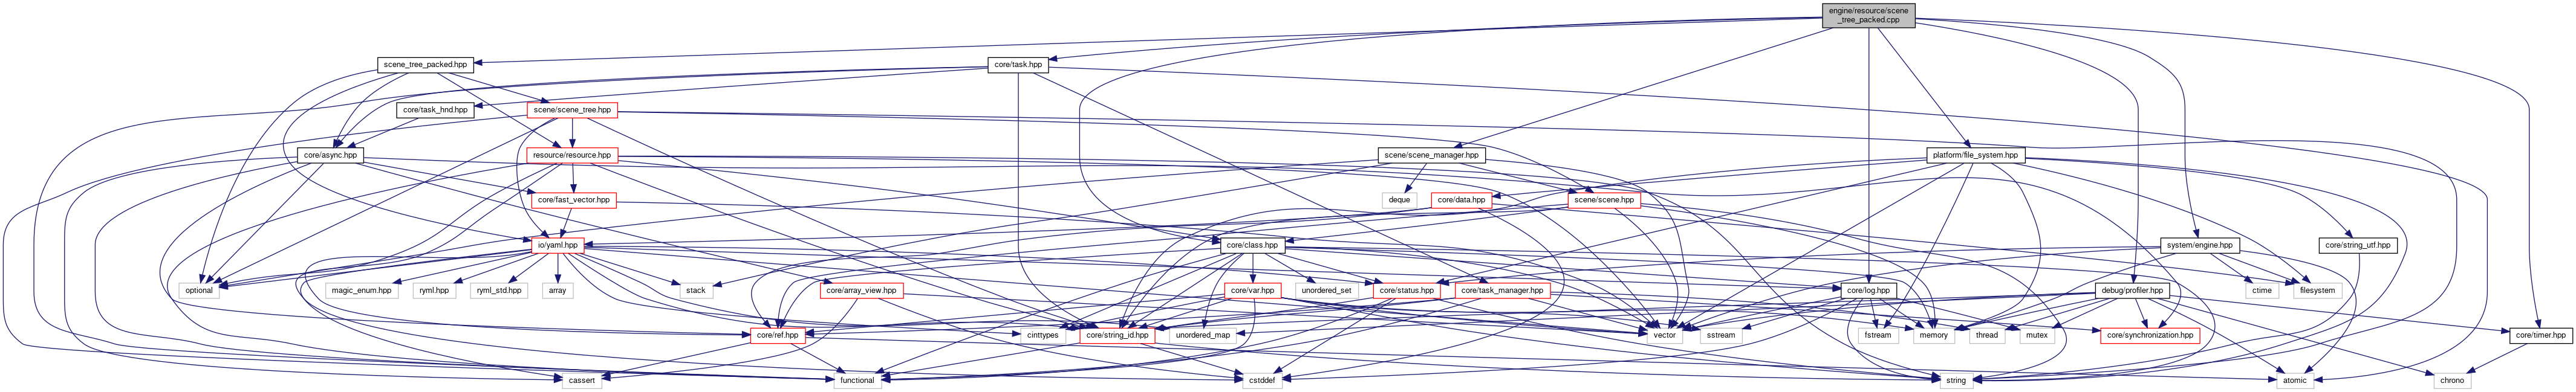 engine/resource/scene
_tree_packed.cpp
scene_tree_packed.hpp
core/task.hpp
core/task_hnd.hpp
scene/scene_tree.hpp
core/async.hpp
resource/resource.hpp
scene/scene_manager.hpp
platform/file_system.hpp
core/fast_vector.hpp
deque
core/data.hpp
scene/scene.hpp
io/yaml.hpp
core/class.hpp
system/engine.hpp
core/string_utf.hpp
optional
magic_enum.hpp
ryml.hpp
ryml_std.hpp
array
stack
core/array_view.hpp
unordered_set
core/var.hpp
core/status.hpp
core/task_manager.hpp
core/log.hpp
debug/profiler.hpp
ctime
filesystem
core/ref.hpp
cinttypes
core/string_id.hpp
unordered_map
vector
sstream
fstream
memory
thread
mutex
core/synchronization.hpp
core/timer.hpp
cassert
functional
cstddef
string
atomic
chrono